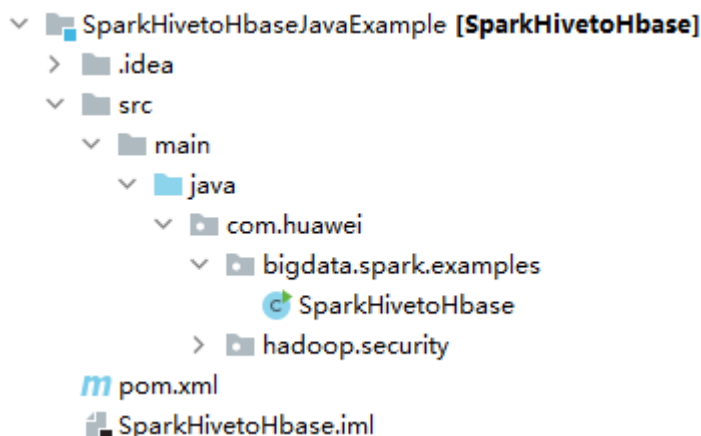 SparkHivetoHbaseJavaExample [SparkHivetoHbase]
.idea
src
main
java
com.huawei
bigdata.spark.examples
SparkHivetoHbase
hadoop.security
pom.xml
SparkHivetoHbase.iml